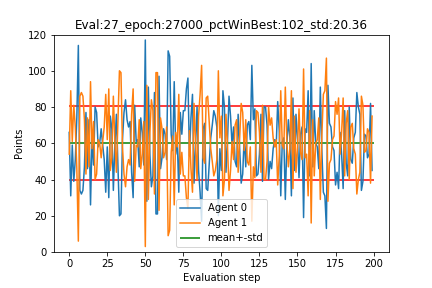 Eval:27_epoch:27000_pctWinBest:102_std:20.36
120
100
80
60
40
20
0
Points
0 25 50 75 100 125 150 175 200
Evaluation step
Agent 0
Agent 1
mean+-std